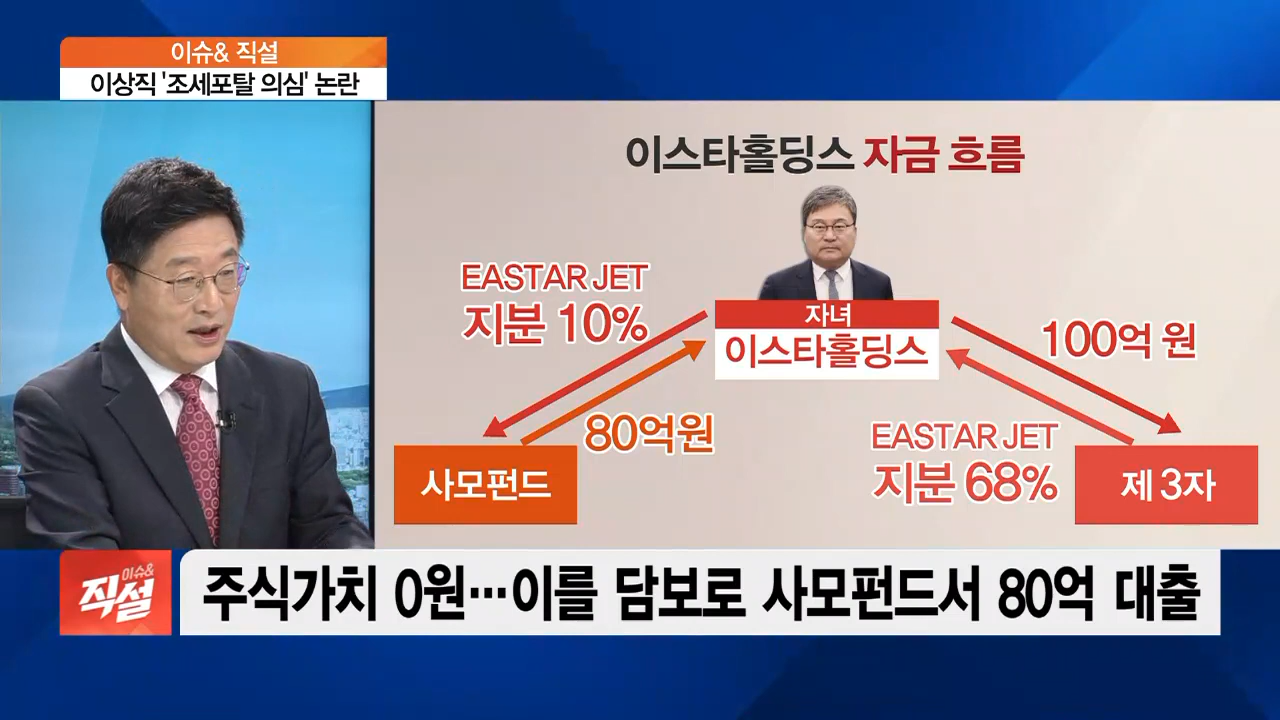 이슈& 직설
이상직 '조세포탈 의심' 논란
이스타홀딩스 자금 흐름
EASTAR JET
지분 10%
자녀
이스타홀딩스
100억 원
80억원
EASTAR JET
지분 68%
사모펀드
제 3자
이슈&
직설
주식가치 0원…이를 담보로 사모펀드서 80억 대출